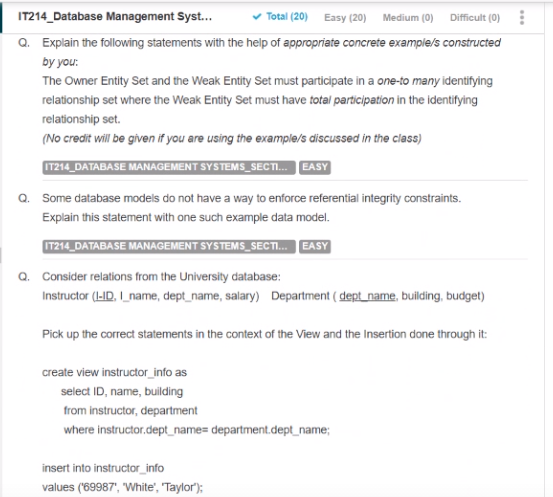 IT214_Database Management Syst...
✔ Total (20) Easy (20) Medium (0) Difficult (0)
Q. Explain the following statements with the help of appropriate concrete example/s constructed
by you:
The Owner Entity Set and the Weak Entity Set must participate in a one-to many identifying
relationship set where the Weak Entity Set must have total participation in the identifying
relationship set.
(No credit will be given if you are using the example/s discussed in the class)
IT214_DATABASE MANAGEMENT SYSTEMS_SECTI... EASY
Q. Some database models do not have a way to enforce referential integrity constraints.
Explain this statement with one such example data model.
IT214_DATABASE MANAGEMENT SYSTEMS_SECTI... EASY
Q. Consider relations from the University database:
Instructor (I-ID, I_name, dept_name, salary) Department ( dept_name, building, budget)
Pick up the correct statements in the context of the View and the Insertion done through it:
create view instructor_info as
select ID, name, building
from instructor, department
where instructor.dept_name= department.dept_name;
insert into instructor_info
values ('69987', 'White', 'Taylor');